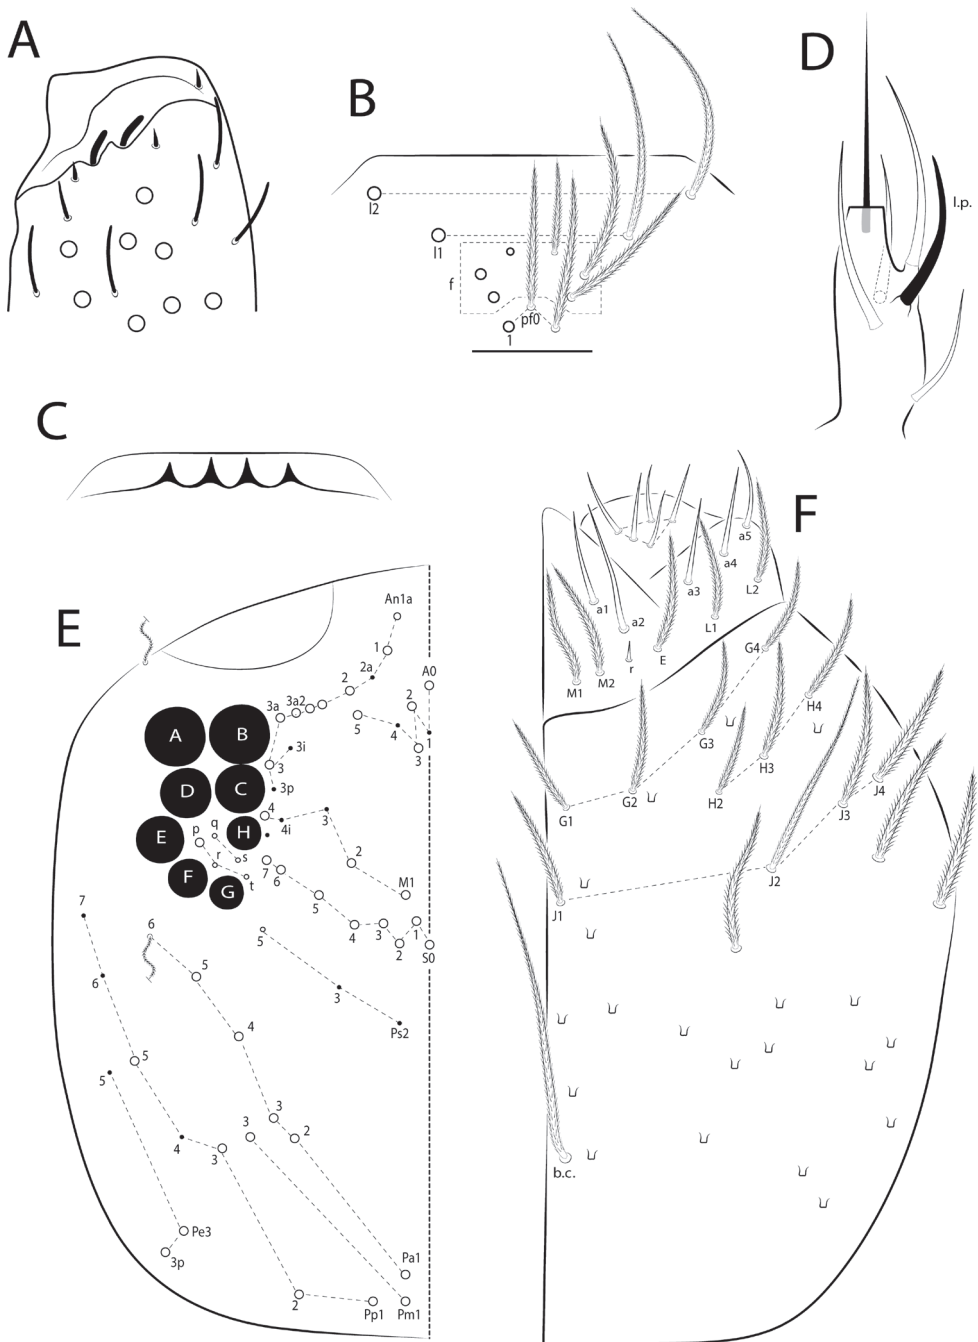 A
B
l2
l1
f
pf0
1
C
D
l.p.
E
An1a
1
2a
2
3a2
3a
A0
2
5
4
1
3
3i
3
3p
A
B
D
C
E
H
F
G
4
4i
3
p
q
r
s
t
7
6
2
M1
5
4
3
2
1
S0
7
6
5
5
3
Ps2
6
4
5
5
3
3
2
4
3
Pe3
3p
Pa1
2
Pp1
Pm1
F
a5
a4
a3
L2
a1
a2
L1
r
E
M1
M2
G4
H4
G3
H3
G2
H2
G1
J4
J3
J2
J1
b.c.